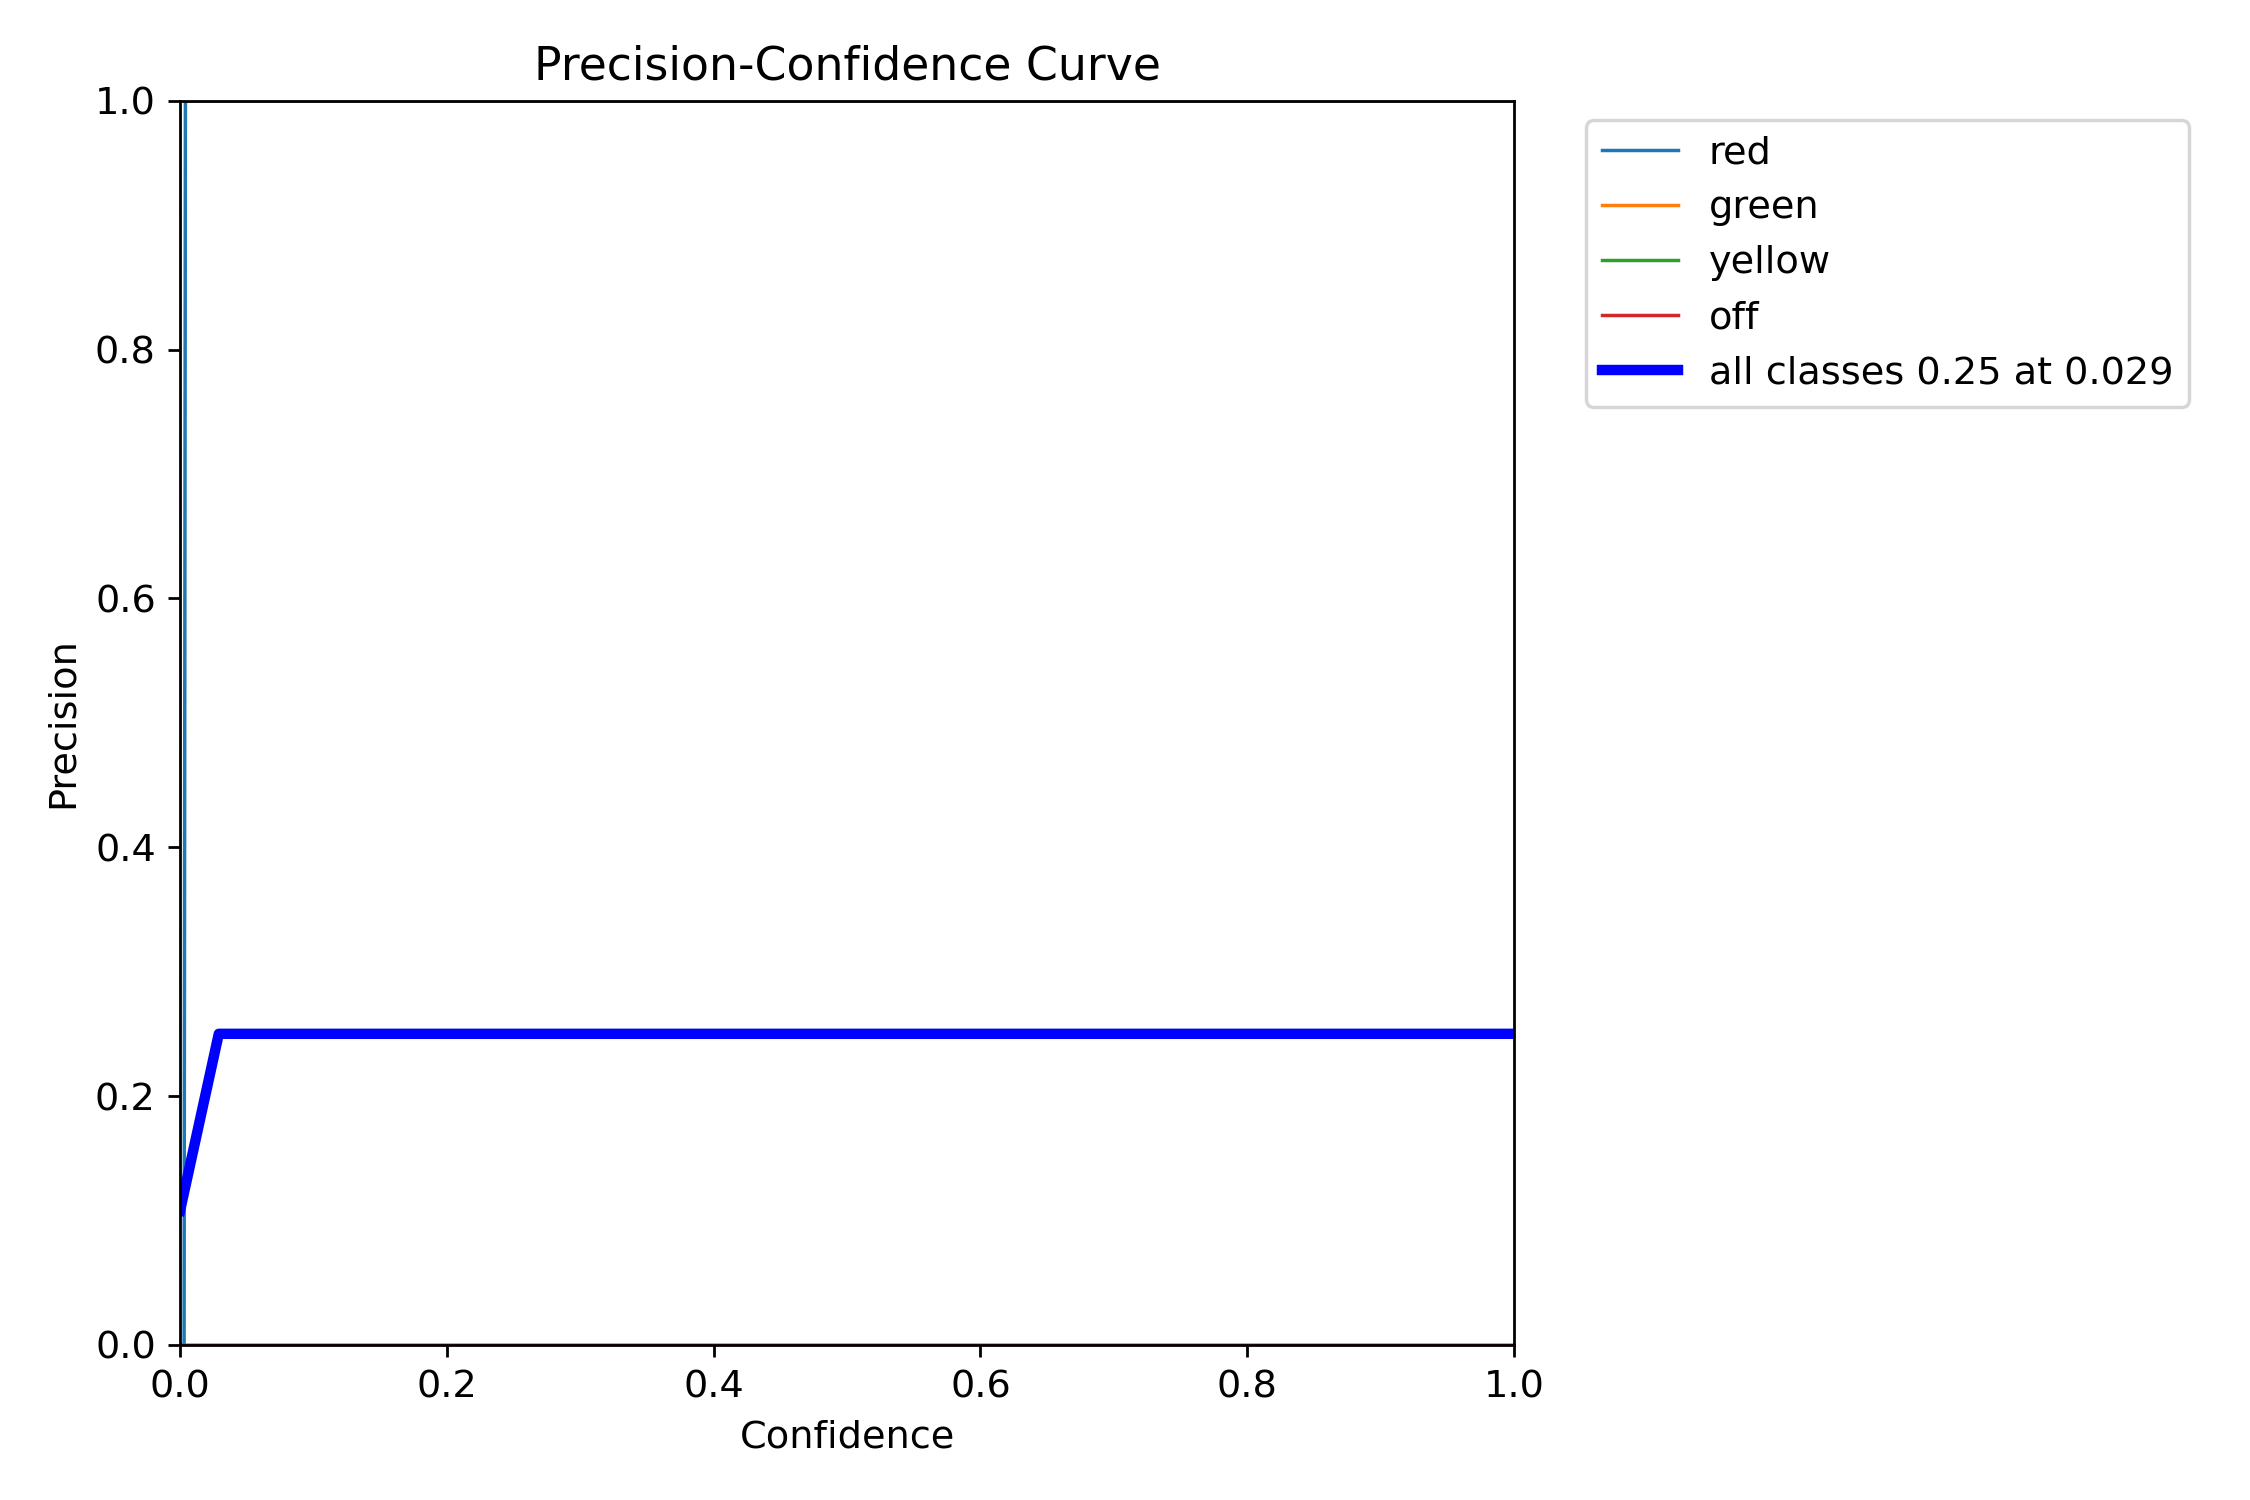 Precision-Confidence Curve
1.0
0.8
0.6
0.4
0.2
0.0
Precision
0.0 0.2 0.4 0.6 0.8 1.0
Confidence
red
green
yellow
off
all classes 0.25 at 0.029